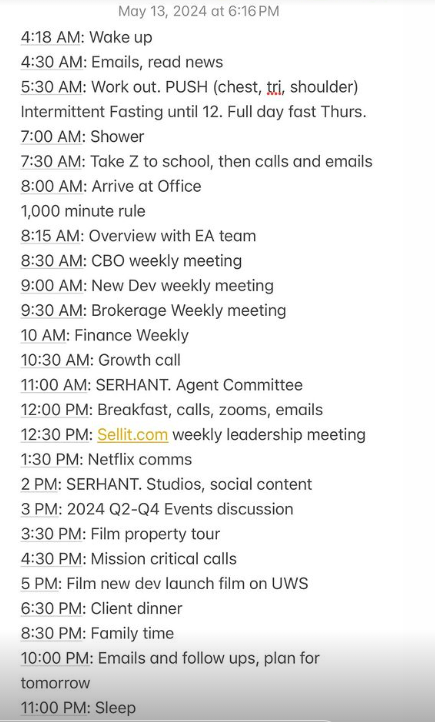 May 13, 2024 at 6:16 PM
4:18 AM: Wake up
4:30 AM: Emails, read news
5:30 AM: Work out. PUSH (chest, tri, shoulder)
Intermittent Fasting until 12. Full day fast Thurs.
7:00 AM: Shower
7:30 AM: Take Z to school, then calls and emails
8:00 AM: Arrive at Office
1,000 minute rule
8:15 AM: Overview with EA team
8:30 AM: CBO weekly meeting
9:00 AM: New Dev weekly meeting
9:30 AM: Brokerage Weekly meeting
10 AM: Finance Weekly
10:30 AM: Growth call
11:00 AM: SERHANT. Agent Committee
12:00 PM: Breakfast, calls, zooms, emails
12:30 PM: Sellit.com weekly leadership meeting
1:30 PM: Netflix comms
2 PM: SERHANT. Studios, social content
3 PM: 2024 Q2-Q4 Events discussion
3:30 PM: Film property tour
4:30 PM: Mission critical calls
5 PM: Film new dev launch film on UWS
6:30 PM: Client dinner
8:30 PM: Family time
10:00 PM: Emails and follow ups, plan for
tomorrow
11:00 PM: Sleep